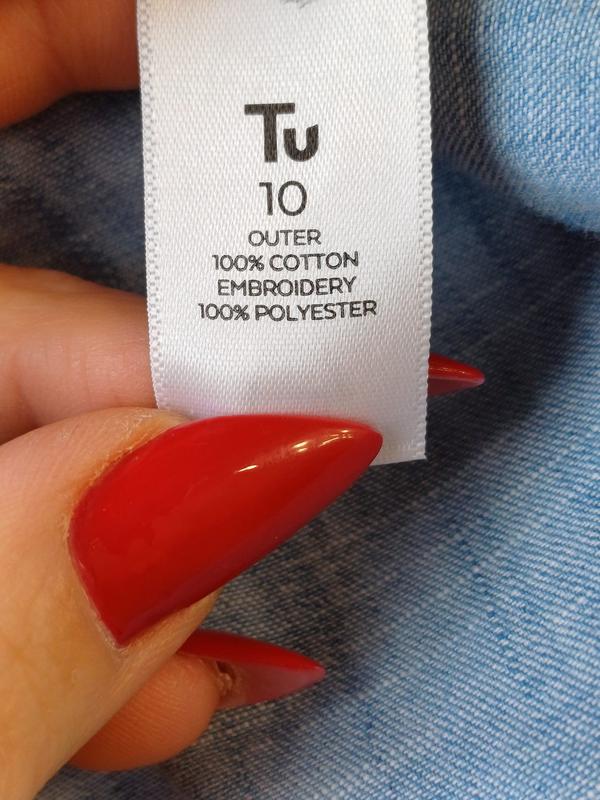 Tu
10
OUTER
100% COTTON
EMBROIDERY
100% POLYESTER